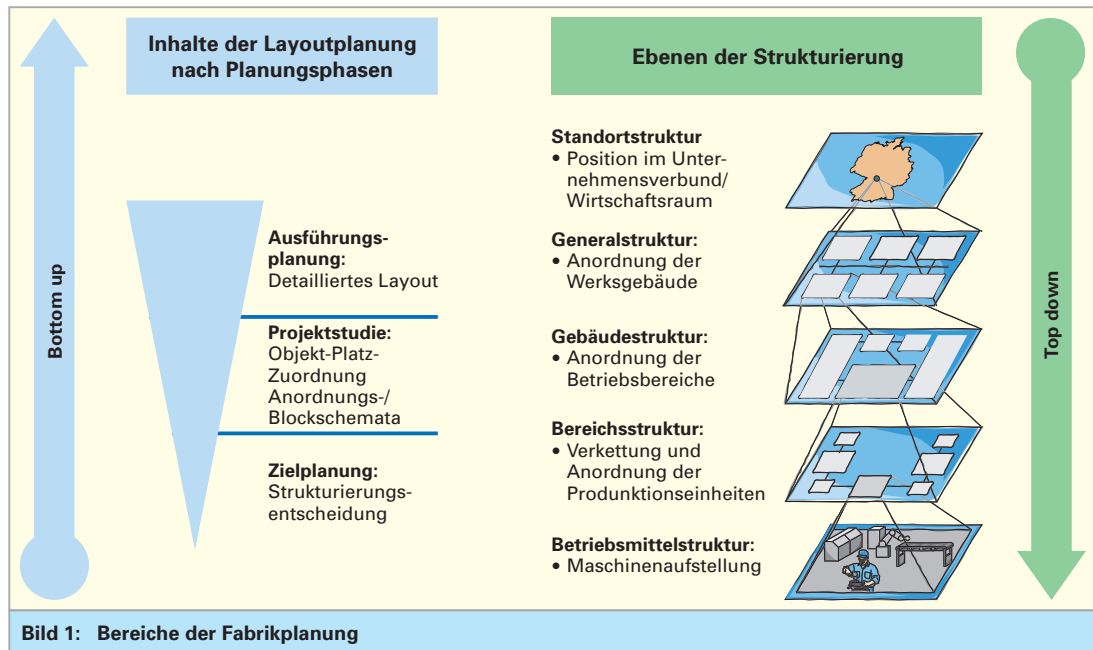 Inhalte der Layoutplanung
nach Planungsphasen
Ebenen der Strukturierung
Bottom up
Ausführungs-
planung:
Detailliertes Layout
Projektstudie:
Objekt-Platz-
Zuordnung
Anordnungs-/
Blockschemata
Zielplanung:
Strukturierungs-
entscheidung
Standortstruktur
• Position im Unter-
nehmensverbund/
Wirtschaftsraum
Generalstruktur:
• Anordnung der
Werksgebäude
Gebäudestruktur:
• Anordnung der
Betriebsbereiche
Bereichsstruktur:
• Verkettung und
Anordnung der
Produnktionseinheiten
Betriebsmittelstruktur:
• Maschinenaufstellung
Top down
Bild 1: Bereiche der Fabrikplanung